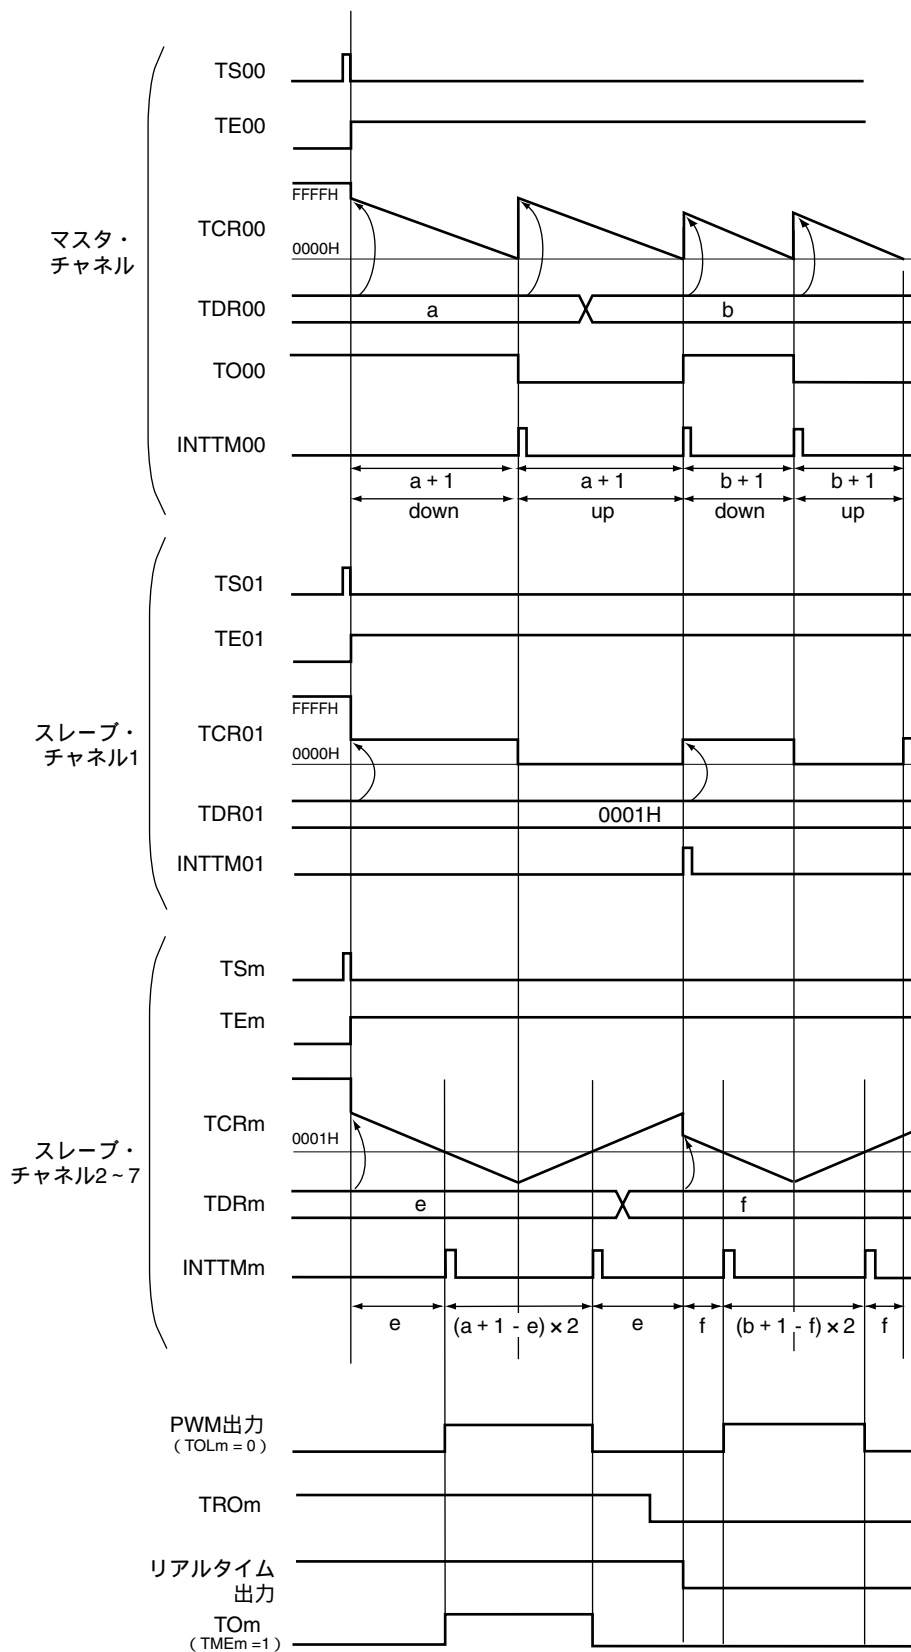 TS00
TE00
FFFFH
TCR00
0000H
マスタ・
チャネル
TDR00
a
b
TO00
INTTM00
a + 1
a + 1
b + 1
b + 1
down
up
down
up
TS01
TE01
FFFFH
TCR01
0000H
スレーブ・
チャネル1
TDR01
0001H
INTTM01
TSm
TEm
TCRm
0001H
スレーブ・
チャネル2~7
TDRm
e
f
INTTMm
e
(a + 1 - e) × 2
e
f
(b + 1 - f) × 2
f
PWM出力
( TOLm = 0 )
TROm
リアルタイム
出力
TOm
( TMEm =1 )